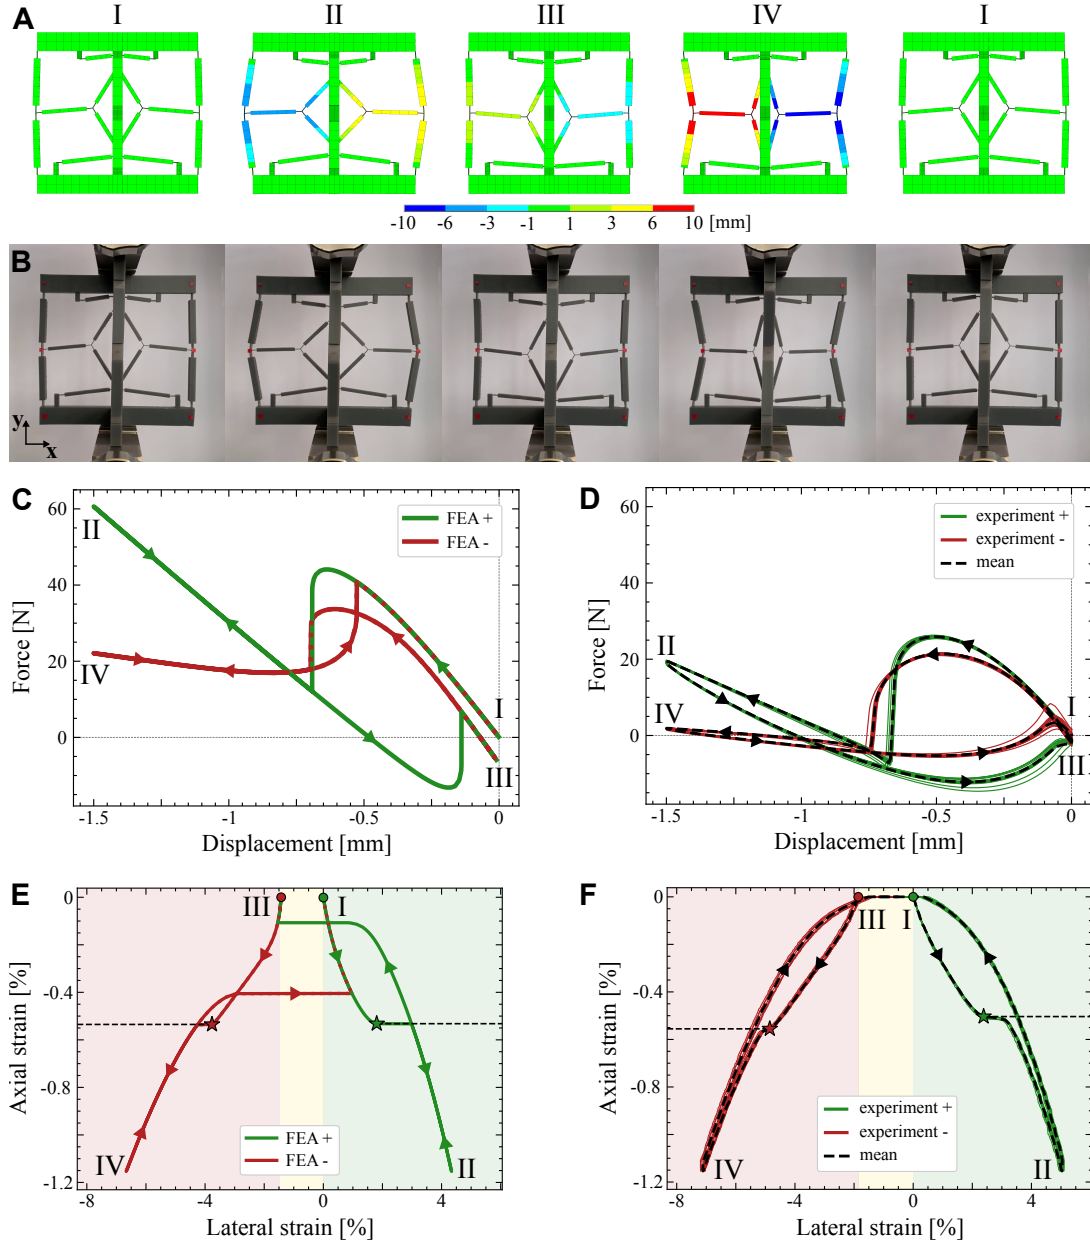 A
I II III IV I
-10 -6 -3 -1 1 3 6 10 [mm]
B
y
x
C
60
40
20
0
Force [N]
-1.5 -1 -0.5 0
Displacement [mm]
FEA +
FEA -
II
IV
I
III
D
60
40
20
0
Force [N]
-1.5 -1 -0.5 0
Displacement [mm]
experiment +
experiment -
mean
II
IV
I
III
E
0
-0.4
-0.8
-1.2
Axial strain [%]
-8 -4 0 4
Lateral strain [%]
III I
IV II
FEA +
FEA -
F
0
-0.4
-0.8
-1.2
Axial strain [%]
-8 -4 0 4
Lateral strain [%]
III I
IV II
experiment +
experiment -
mean